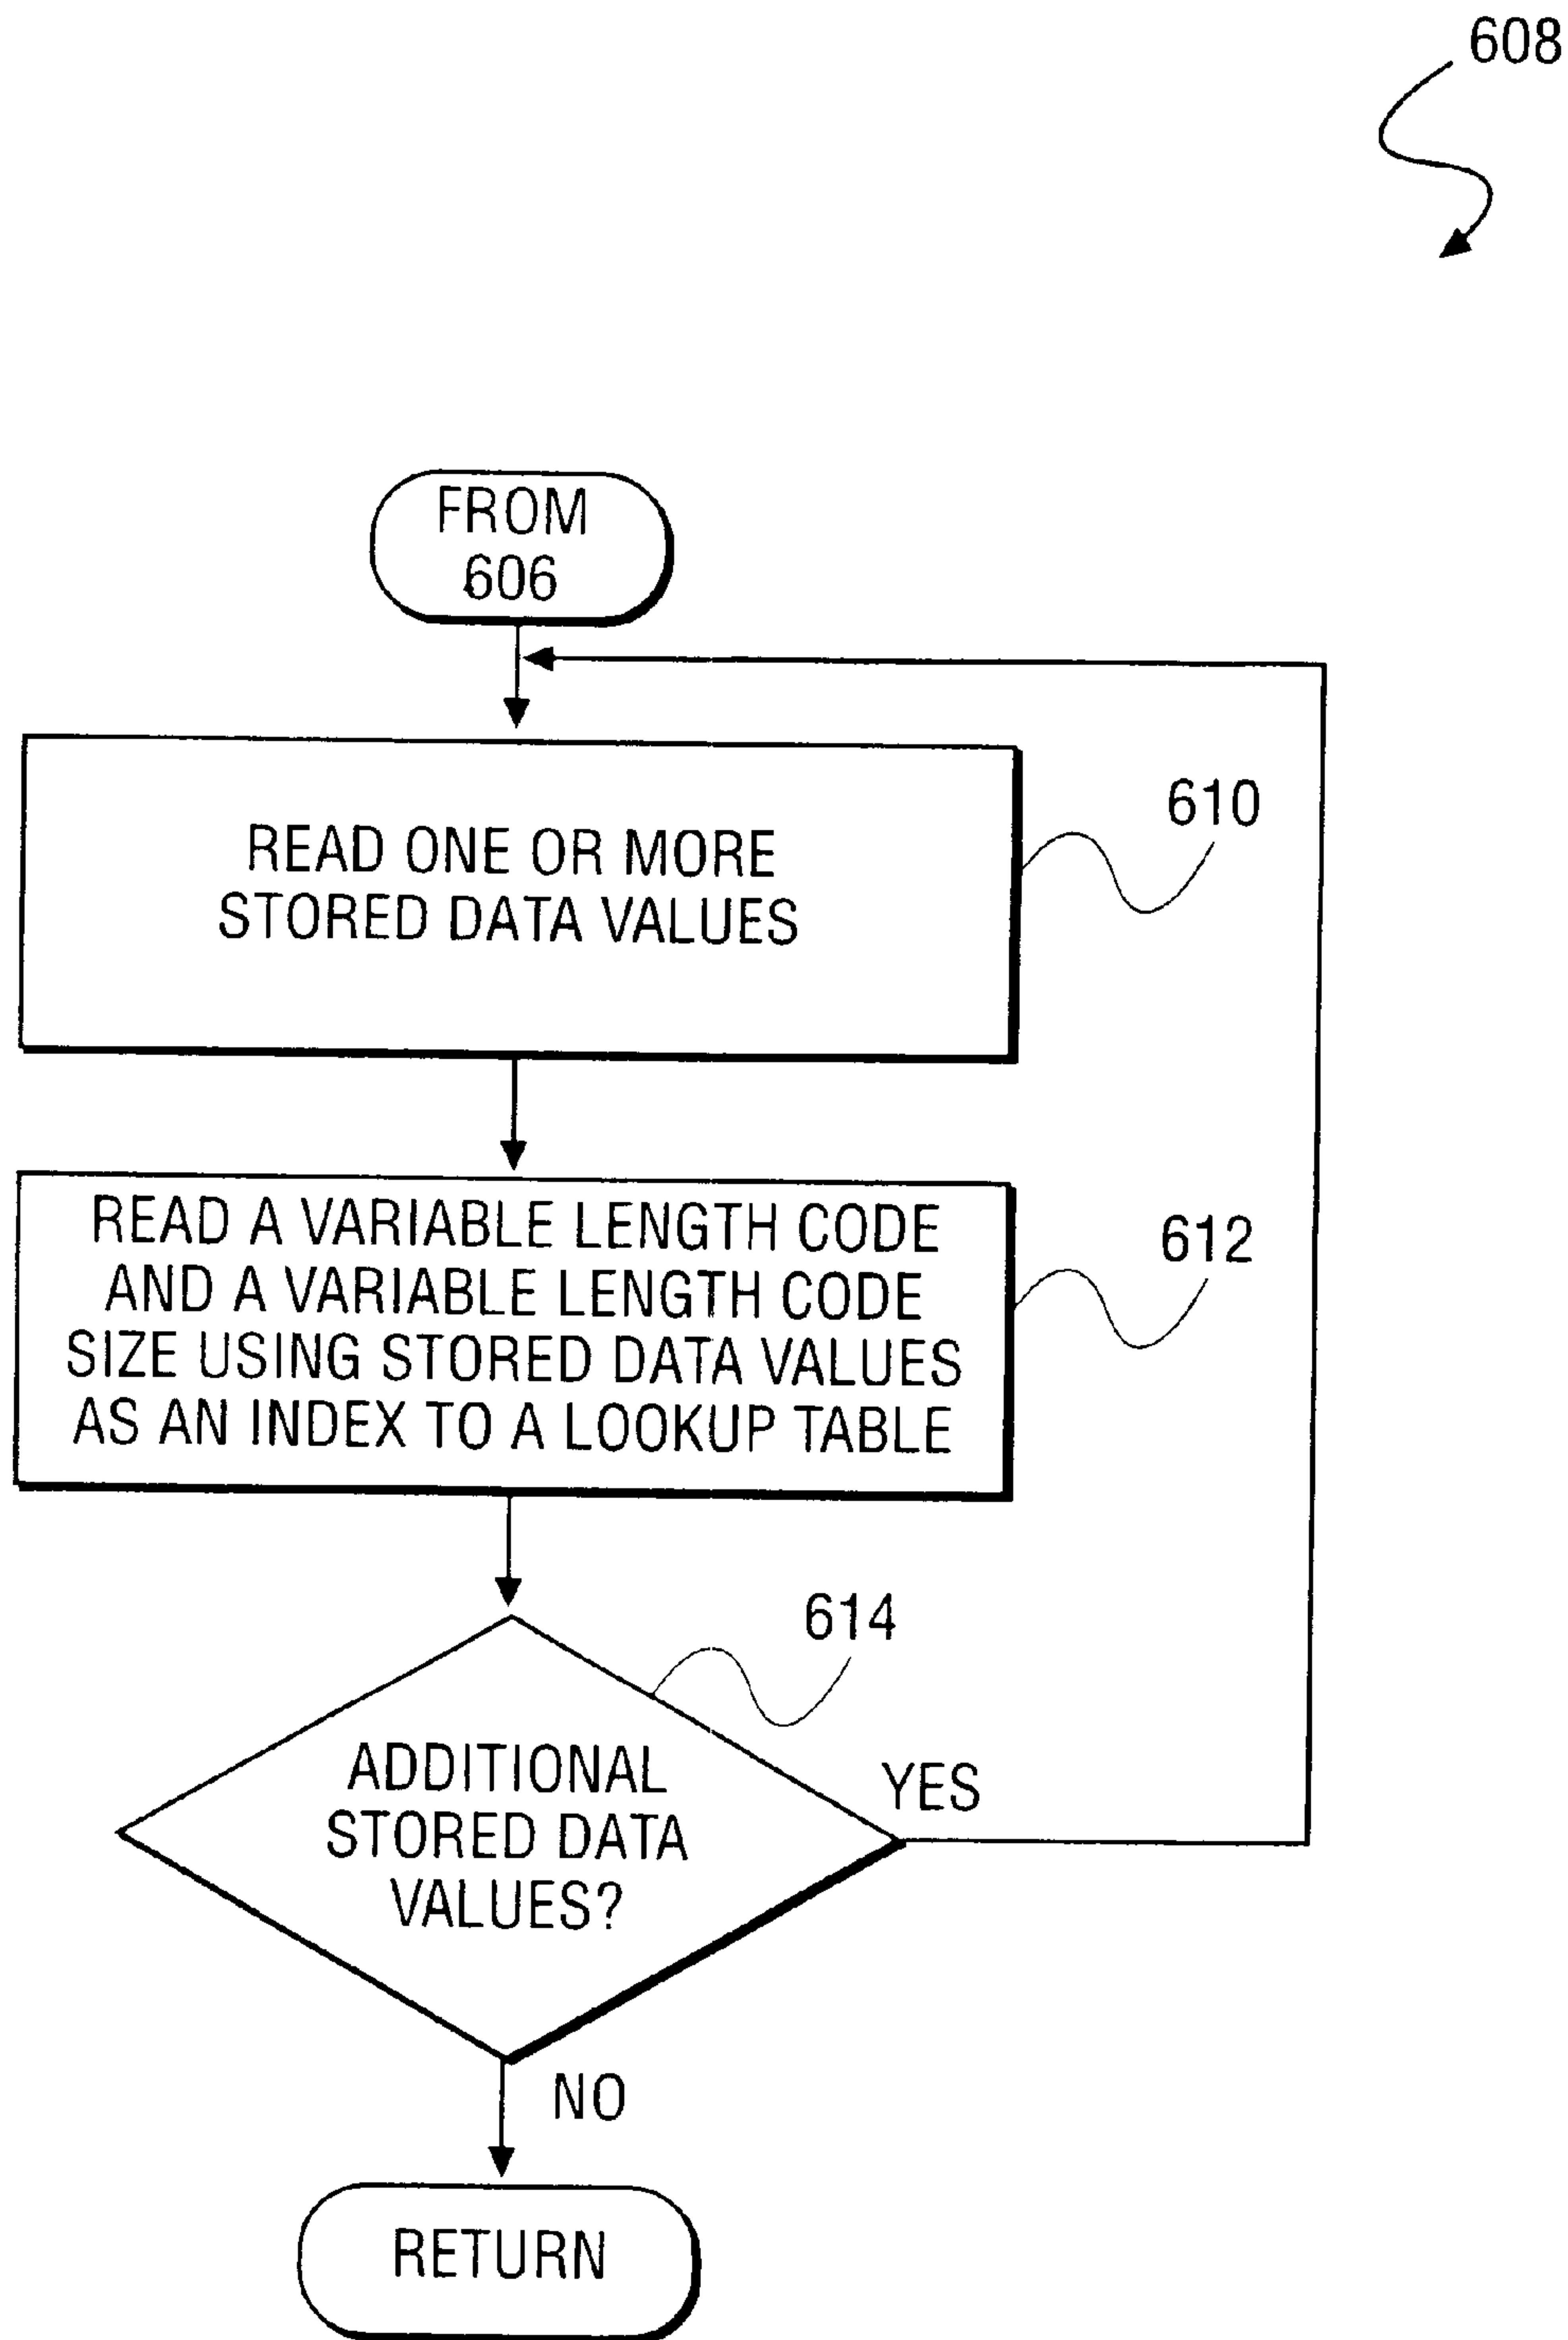 608
FROM
606
READ ONE OR MORE
STORED DATA VALUES
610
READ A VARIABLE LENGTH CODE
AND A VARIABLE LENGTH CODE
SIZE USING STORED DATA VALUES
AS AN INDEX TO A LOOKUP TABLE
612
614
ADDITIONAL
STORED DATA
VALUES?
YES
NO
RETURN